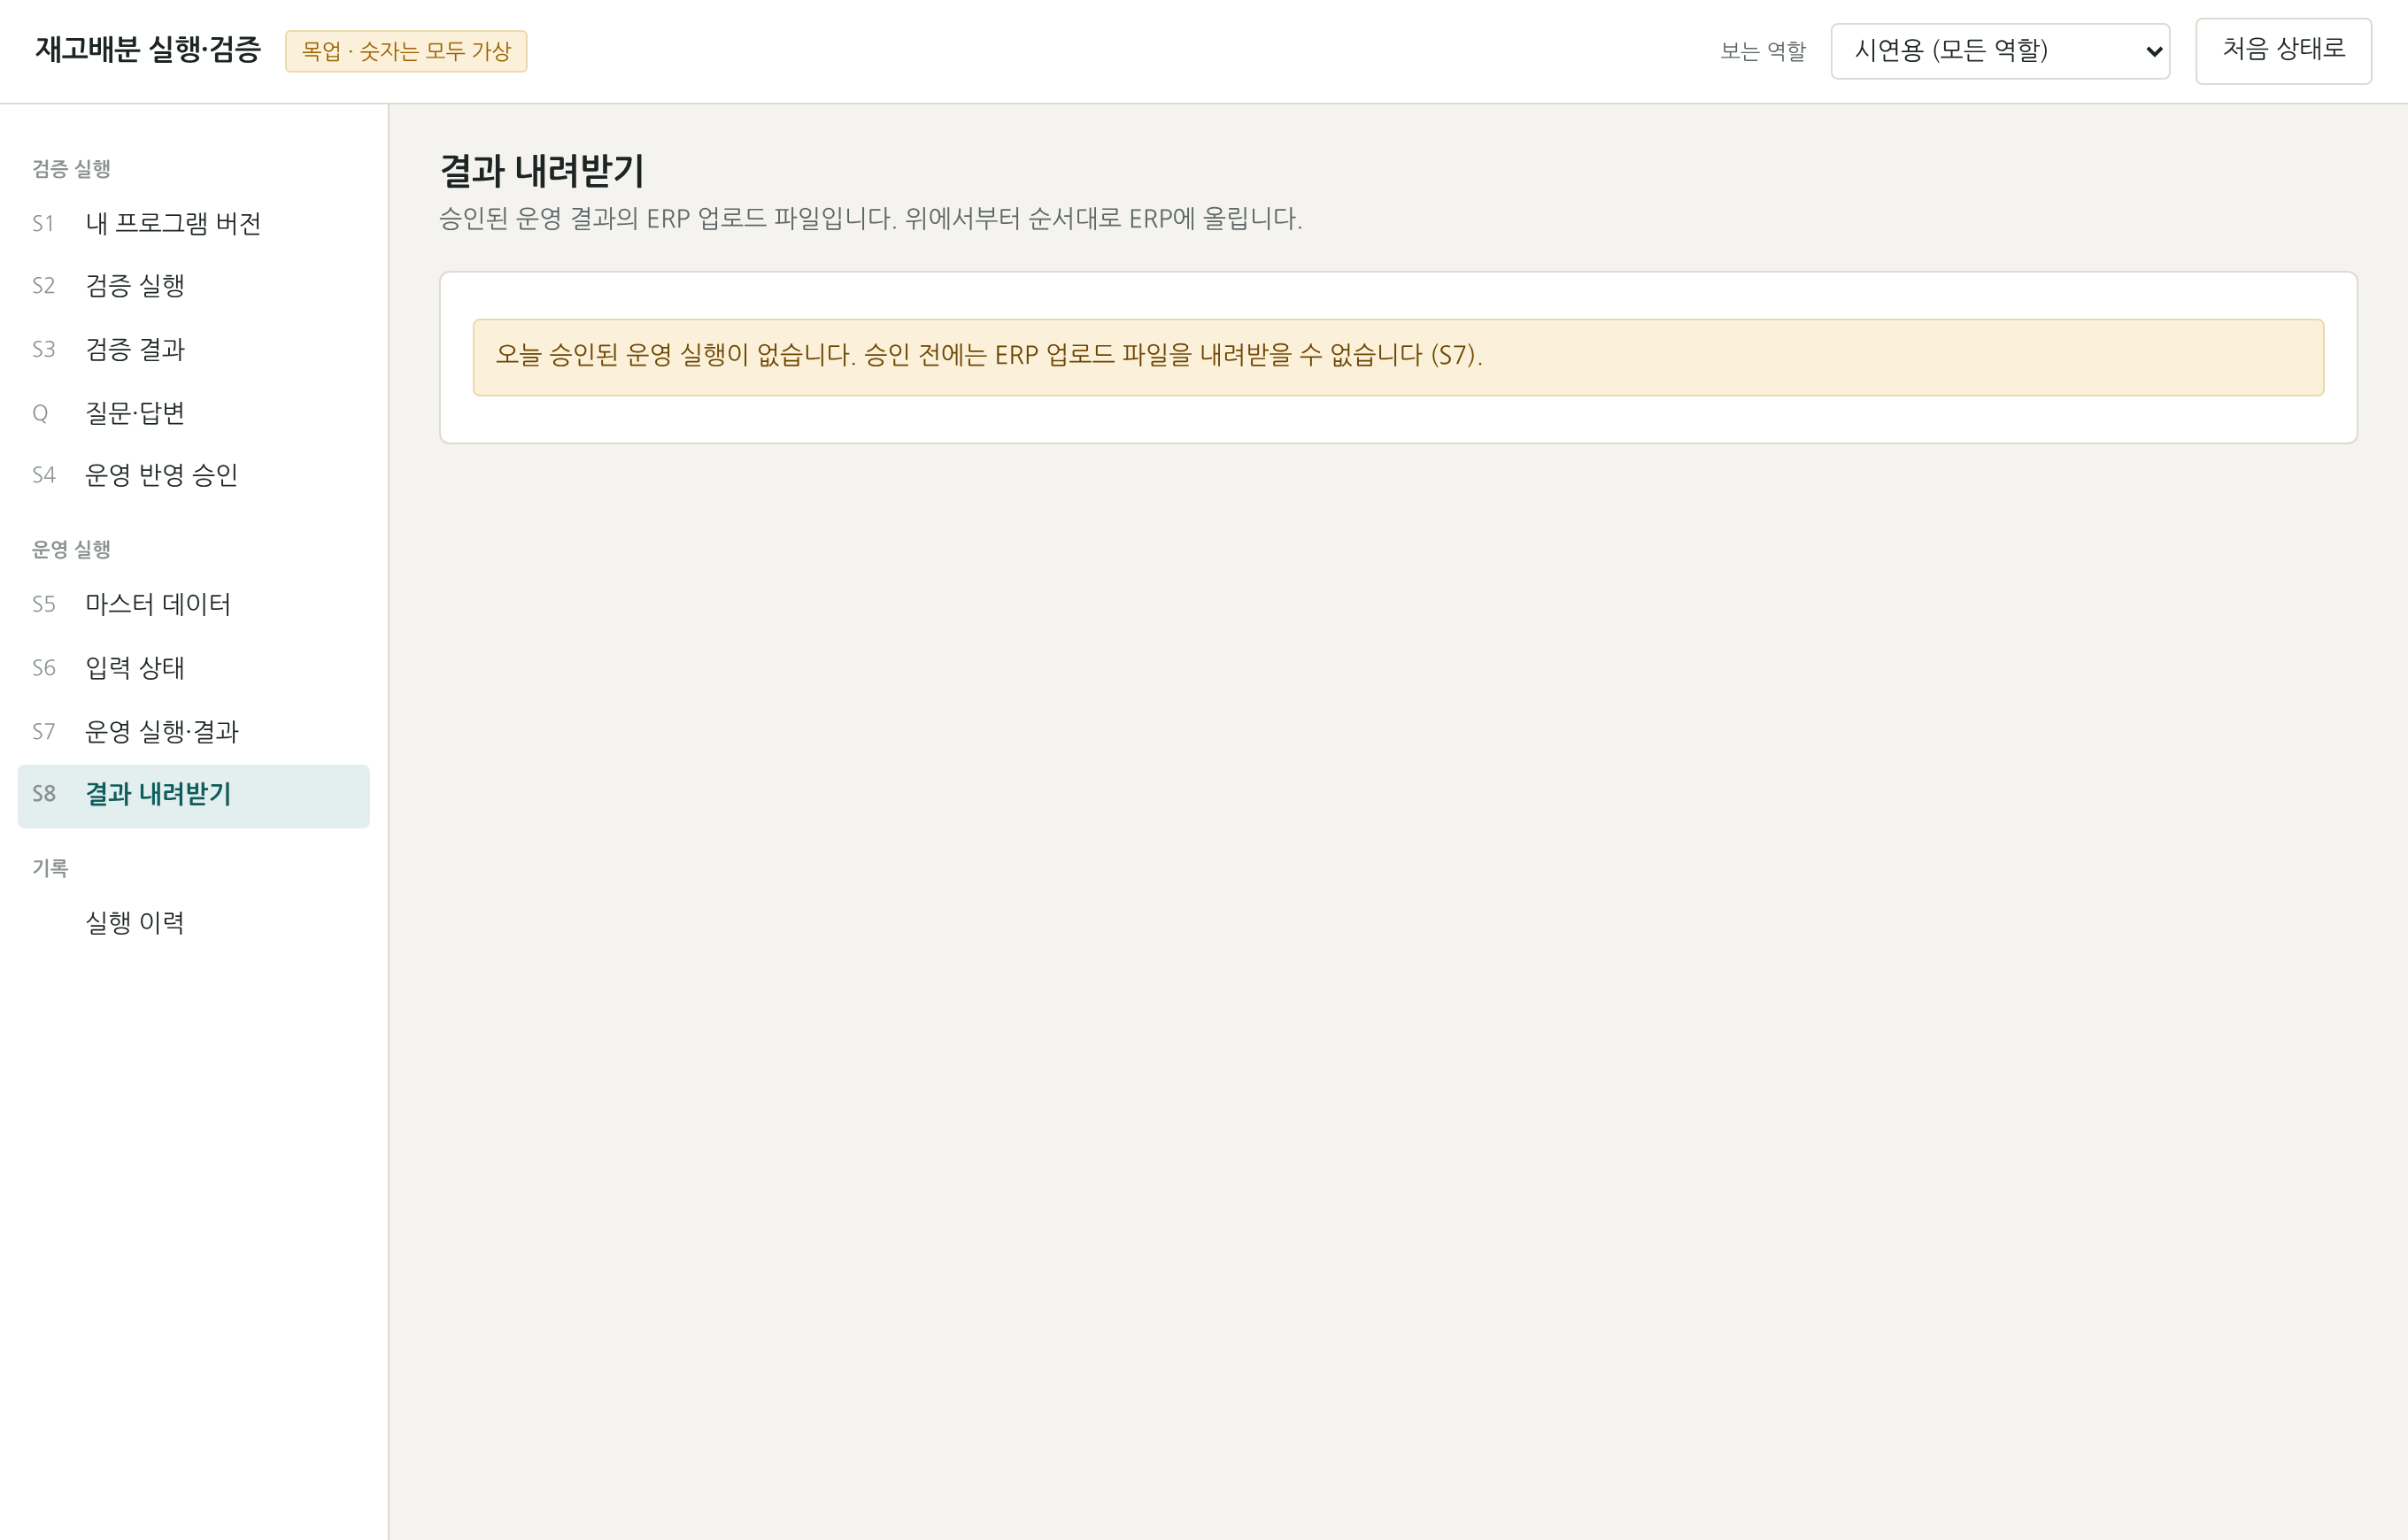 재고배분 실행·검증
목업 · 숫자는 모두 가상
보는 역할
시연용 (모든 역할)
처음 상태로
검증 실행
S1 내 프로그램 버전
S2 검증 실행
S3 검증 결과
Q 질문·답변
S4 운영 반영 승인
운영 실행
S5 마스터 데이터
S6 입력 상태
S7 운영 실행·결과
S8 결과 내려받기
기록
실행 이력
결과 내려받기
승인된 운영 결과의 ERP 업로드 파일입니다. 위에서부터 순서대로 ERP에 올립니다.
오늘 승인된 운영 실행이 없습니다. 승인 전에는 ERP 업로드 파일을 내려받을 수 없습니다 (S7).